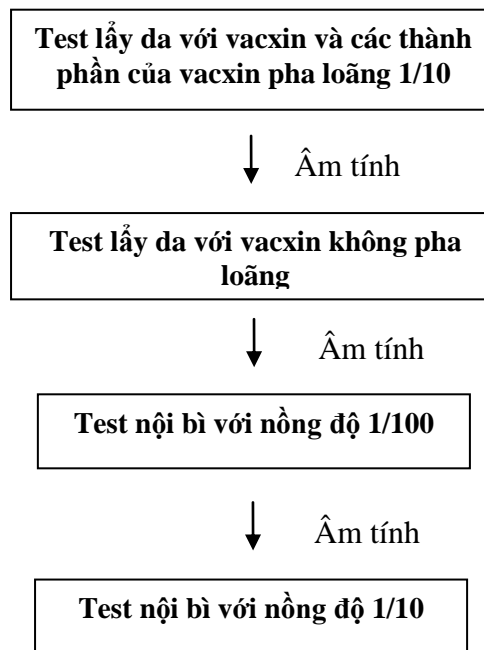 Test lẩy da với vacxin và các thành
phần của vacxin pha loãng 1/10
Âm tính
Test lẩy da với vacxin không pha
loãng
Âm tính
Test nội bì với nồng độ 1/100
Âm tính
Test nội bì với nồng độ 1/10